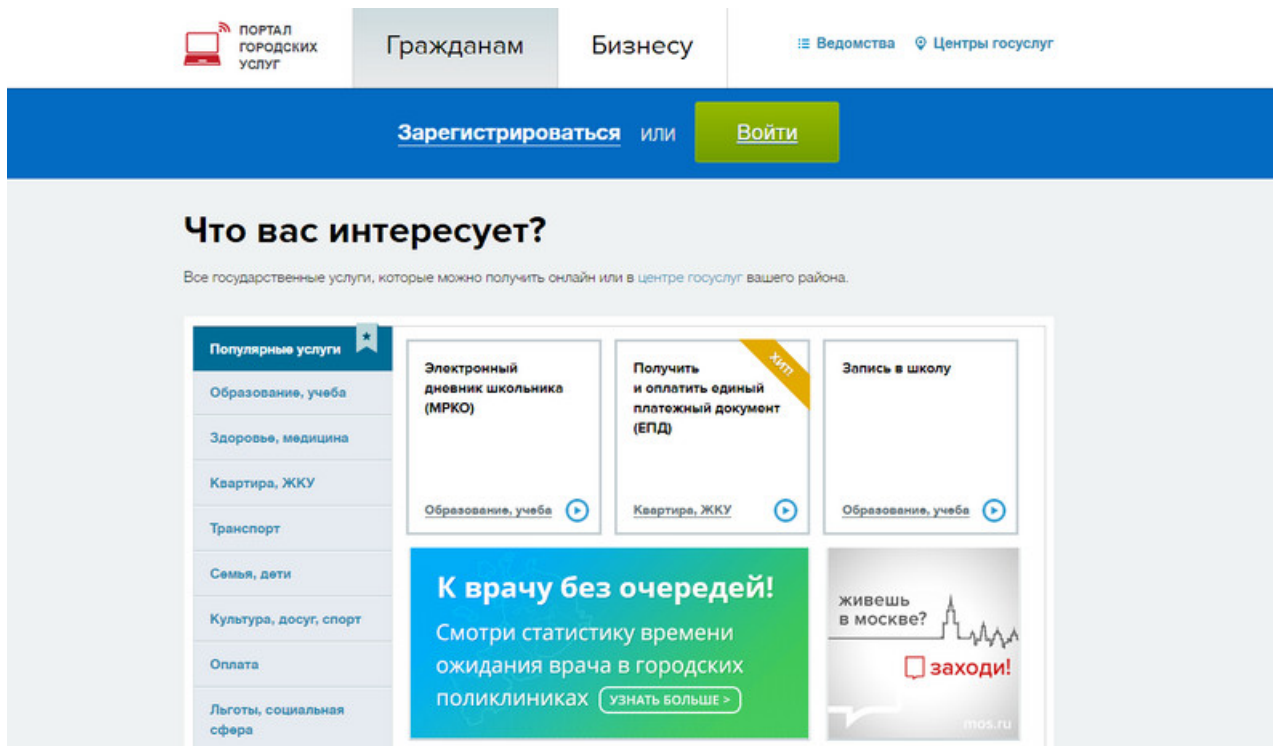 ПОРТАЛ
ГОРОДСКИХ
УСЛУГ
Гражданам
Бизнесу
Ведомства
Центры госуслуг
Зарегистрироваться или Войти
Что вас интересует?
Все государственные услуги, которые можно получить онлайн или в центре госуслуг вашего района.
Популярные услуги
Образование, учеба
Здоровье, медицина
Квартира, ЖКУ
Транспорт
Семья, дети
Культура, досуг, спорт
Оплата
Льготы, социальная
сфера
Электронный
дневник школьника
(МРКО)
Образование, учеба
ХИТ!
Получить
и оплатить единый
платежный документ
(ЕПД)
Квартира, ЖКУ
Запись в школу
Образование, учеба
К врачу без очередей!
Смотри статистику времени
ожидания врача в городских
поликлиниках УЗНАТЬ БОЛЬШЕ >
живешь
в москве?
заходи!
mos.ru